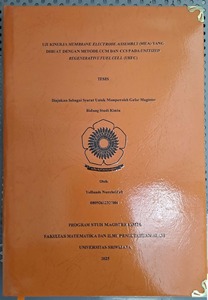 UJI KINERJA MEMBRANE ELECTRODE ASSEMBLY (MEA) YANG
DIBUAT DENGAN METODE CCM DAN CCS PADA UNITIZED
REGENERATIVE FUEL CELL (URFC)
TESIS
Diajukan Sebagai Syarat Untuk Memperoleh Gelar Magister
Bidang Studi Kimia
Oleh
PROGRAM STUDI MAGISTER KIMIA
FAKULTAS MATEMATIKA DAN ILMU PENGETAHUAN ALAM
UNIVERSITAS SRIWIJAYA